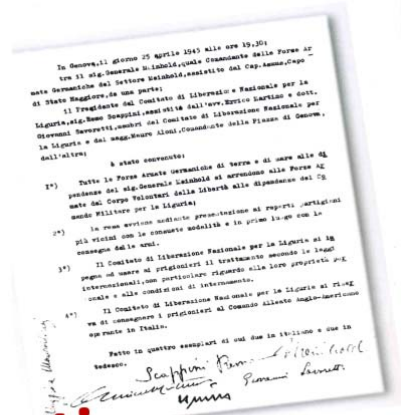 In Genova, il giorno 25 aprile 1945 alle ore 19,30;
tra il sig. Generale Meinhold, quale Comandante delle Forze Ar
mate Germaniche del Settore Meinhold, assistito dal Cap. Asmus, Capo
di Stato Maggiore, da una parte;
il Presidente del Comitato di Liberazione Nazionale per la
Liguria, sig. Remo Scappini, assistito dall'avv. Errico Martino e dott.
Giovanni Savoretti, membri del Comitato di Liberazione Nazionale per
la Liguria e dal magg. Mauro Aloni, Comandante della Piazza di Genova,
dall'altra;
è stato convenuto:
1°) Tutte le Forze Armate Germaniche di terra e di mare alle di
pendenze del sig. Generale Meinhold si arrendono alle Forze Ar
mate del Corpo Volontari della Libertà alle dipendenze del Co
mando Militare per la Liguria;
2°) la resa avviene mediante presentazione ai reparti partigiani
più vicini con le consuete modalità e in primo luogo con la
consegna delle armi.
3°) Il Comitato di Liberazione Nazionale per la Liguria si im
pegna ad usare ai prigionieri il trattamento secondo le leggi
internazionali, con particolare riguardo alla loro proprietà per
sonale e alle condizioni di internamento.
4°) Il Comitato di Liberazione Nazionale per la Liguria si riser
va di consegnare i prigionieri al Comando Alleato anglo-americano
operante in Italia.
Fatto in quattro esemplari di cui due in italiano e due in
tedesco.
Scappini Remo Meinhold
Giovanni Savoretti
Asmus